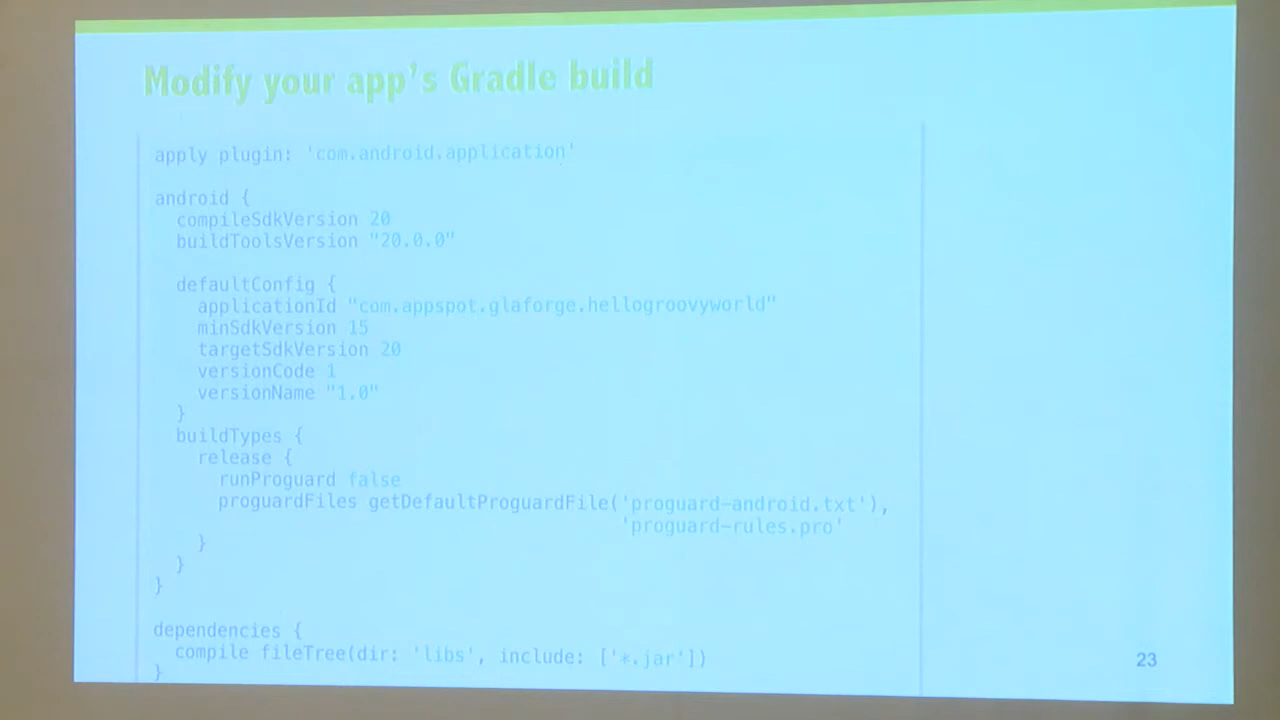 Modify your app's Gradle build
apply plugin: 'com.android.application'
android {
compileSdkVersion 20
buildToolsVersion "20.0.0"
defaultConfig {
applicationId "com.appspot.glaforge.hellogroovyworld"
minSdkVersion 15
targetSdkVersion 20
versionCode 1
versionName "1.0"
}
buildTypes {
release {
runProguard false
proguardFiles getDefaultProguardFile('proguard-android.txt'),
'proguard-rules.pro'
}
}
}
dependencies {
compile fileTree(dir: 'libs', include: ['*.jar'])
}
23